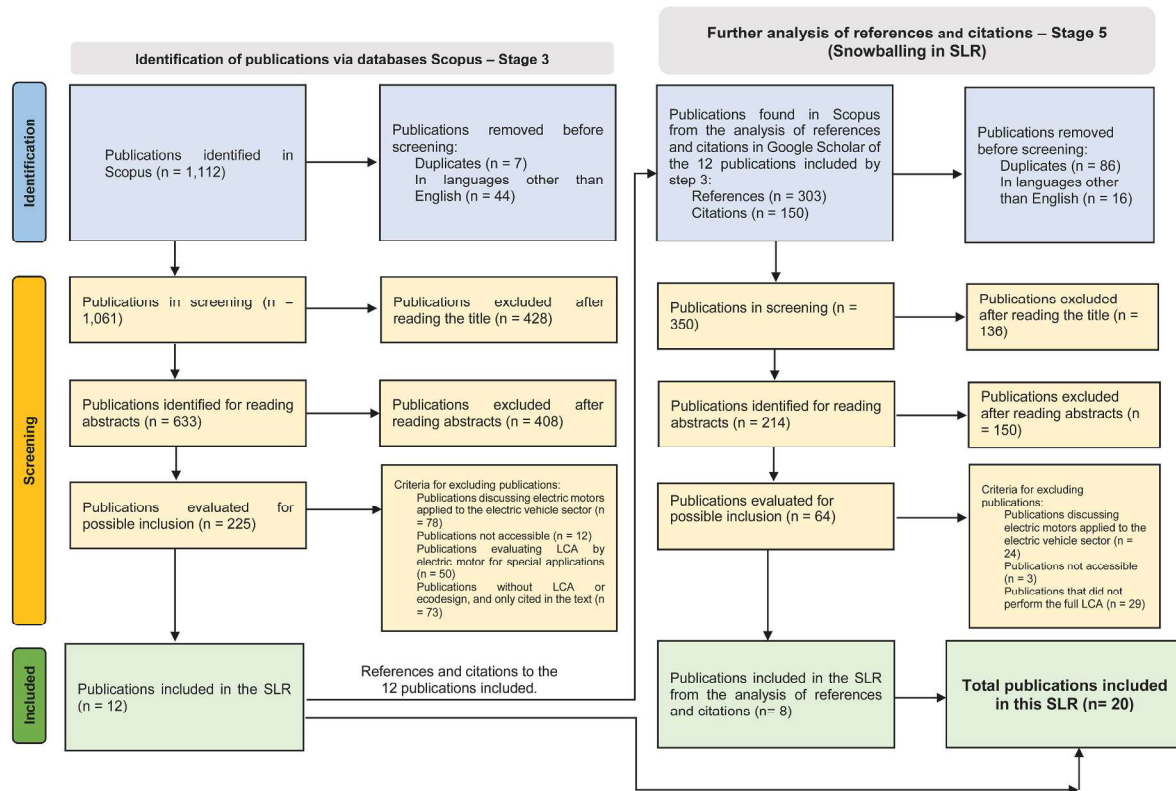 Identification of publications via databases Scopus – Stage 3
Further analysis of references and citations – Stage 5
(Snowballing in SLR)
Identification
Publications identified in
Scopus (n = 1,112)
Publications removed before
screening:
Duplicates (n = 7)
In languages other than
English (n = 44)
Publications found in Scopus
from the analysis of references
and citations in Google Scholar of
the 12 publications included by
step 3:
References (n = 303)
Citations (n = 150)
Publications removed
before screening:
Duplicates (n = 86)
In languages other
than English (n = 16)
Screening
Publications in screening (n =
1,061)
Publications excluded after
reading the title (n = 428)
Publications in screening (n =
350)
Publications excluded
after reading the title (n =
136)
Publications identified for reading
abstracts (n = 633)
Publications excluded after
reading abstracts (n = 408)
Publications identified for reading
abstracts (n = 214)
Publications excluded
after reading abstracts (n
= 150)
Publications evaluated for
possible inclusion (n = 225)
Criteria for excluding publications:
Publications discussing electric motors
applied to the electric vehicle sector (n
= 78)
Publications not accessible (n = 12)
Publications evaluating LCA by
electric motor for special applications
(n = 50)
Publications without LCA or
ecodesign, and only cited in the text (n
= 73)
Publications evaluated for
possible inclusion (n = 64)
Criteria for excluding
publications:
Publications discussing
electric motors applied to the
electric vehicle sector (n =
24)
Publications not accessible
(n = 3)
Publications that did not
perform the full LCA (n = 29)
Included
Publications included in the SLR
(n = 12)
References and citations to the
12 publications included.
Publications included in the SLR
from the analysis of references
and citations (n= 8)
Total publications included
in this SLR (n= 20)